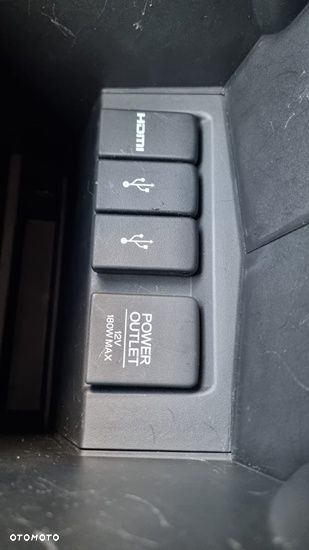 HDMI
POWER
OUTLET
12V
180W MAX
OTOMOTO